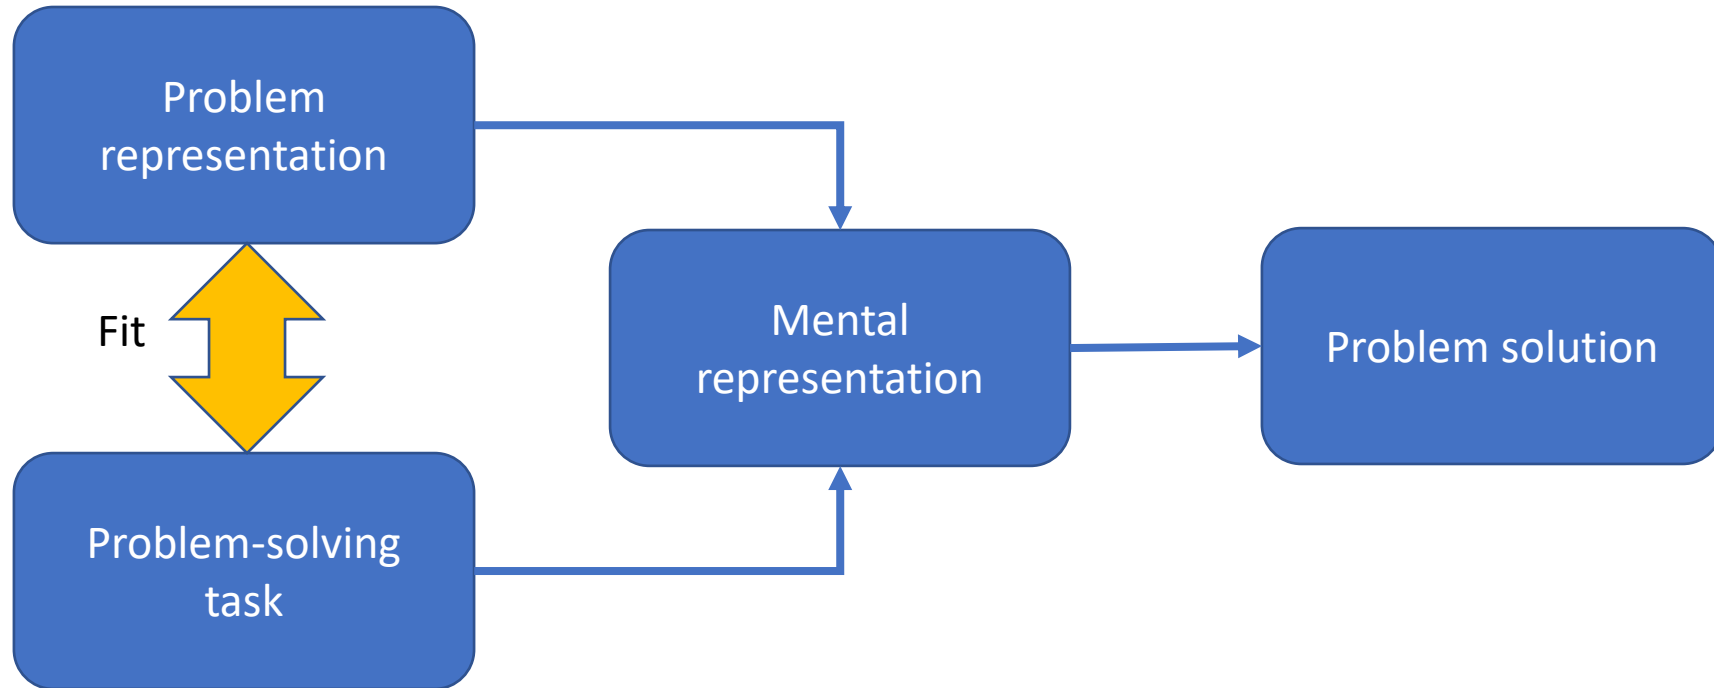 Problem
representation
Fit
Mental
representation
Problem solution
Problem-solving
task